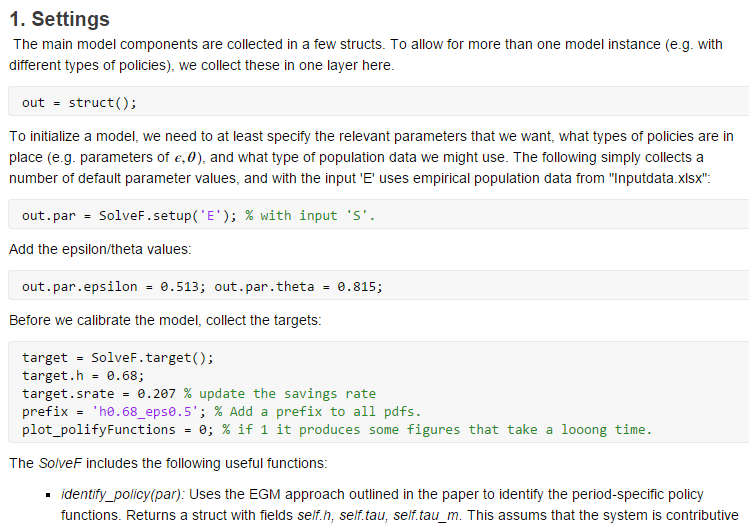 1. Settings
The main model components are collected in a few structs. To allow for more than one model instance (e.g. with
different types of policies), we collect these in one layer here.
out = struct();
To initialize a model, we need to at least specify the relevant parameters that we want, what types of policies are in
place (e.g. parameters of ϵ,θ), and what type of population data we might use. The following simply collects a
number of default parameter values, and with the input 'E' uses empirical population data from "Inputdata.xlsx":
out.par = SolveF.setup('E'); % with input 'S'.
Add the epsilon/theta values:
out.par.epsilon = 0.513; out.par.theta = 0.815;
Before we calibrate the model, collect the targets:
target = SolveF.target();
target.h = 0.68;
target.srate = 0.207 % update the savings rate
prefix = 'h0.68_eps0.5'; % Add a prefix to all pdfs.
plot_polifyFunctions = 0; % if 1 it produces some figures that take a looong time.
The SolveF includes the following useful functions:
▪ identify_policy(par): Uses the EGM approach outlined in the paper to identify the period-specific policy
functions. Returns a struct with fields self.h, self.tau, self.tau_m. This assumes that the system is contributive